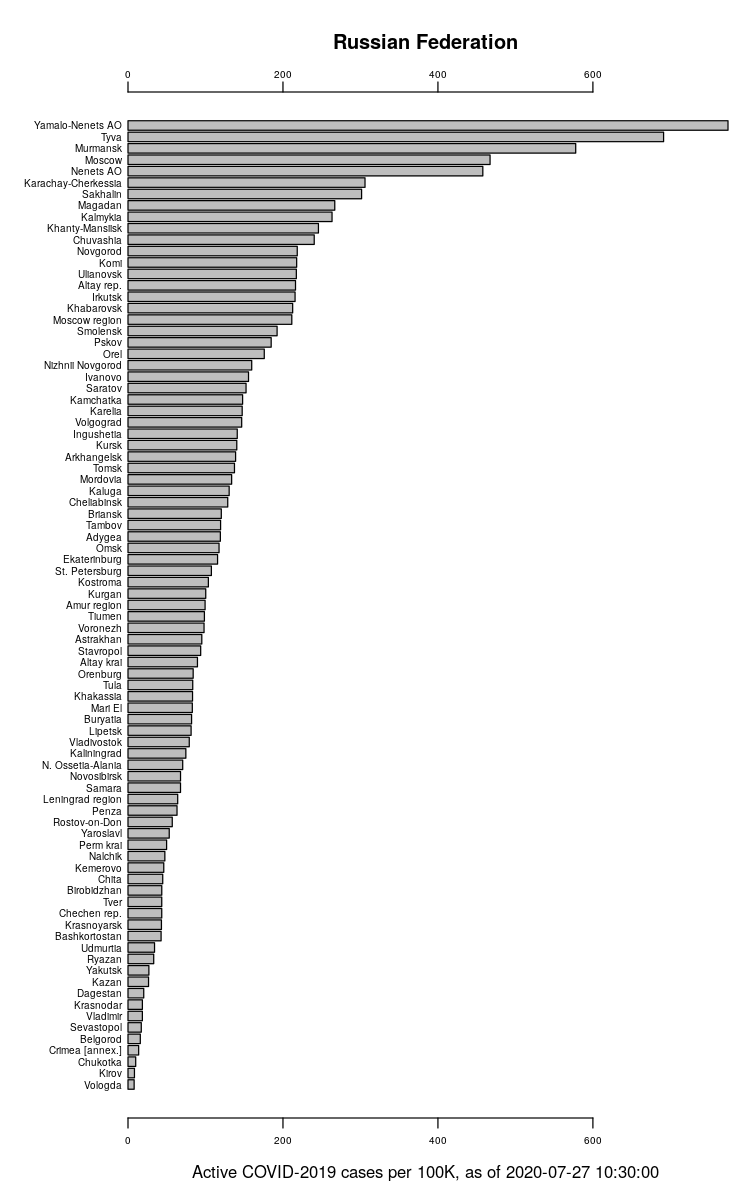 Russian Federation
0 200 400 600
Yamalo-Nenets AO
Tyva
Murmansk
Moscow
Nenets AO
Karachay-Cherkessia
Sakhalin
Magadan
Kalmykia
Khanty-Mansiisk
Chuvashia
Novgorod
Komi
Ulianovsk
Altay rep.
Irkutsk
Khabarovsk
Moscow region
Smolensk
Pskov
Orel
Nizhnii Novgorod
Ivanovo
Saratov
Kamchatka
Karelia
Volgograd
Ingushetia
Kursk
Arkhangelsk
Tomsk
Mordovia
Kaluga
Cheliabinsk
Briansk
Tambov
Adygea
Omsk
Ekaterinburg
St. Petersburg
Kostroma
Kurgan
Amur region
Tiumen
Voronezh
Astrakhan
Stavropol
Altay krai
Orenburg
Tula
Khakassia
Mari El
Buryatia
Lipetsk
Vladivostok
Kaliningrad
N. Ossetia-Alania
Novosibirsk
Samara
Leningrad region
Penza
Rostov-on-Don
Yaroslavl
Perm krai
Nalchik
Kemerovo
Chita
Birobidzhan
Tver
Chechen rep.
Krasnoyarsk
Bashkortostan
Udmurtia
Ryazan
Yakutsk
Kazan
Dagestan
Krasnodar
Vladimir
Sevastopol
Belgorod
Crimea [annex.]
Chukotka
Kirov
Vologda
0 200 400 600
Active COVID-2019 cases per 100K, as of 2020-07-27 10:30:00